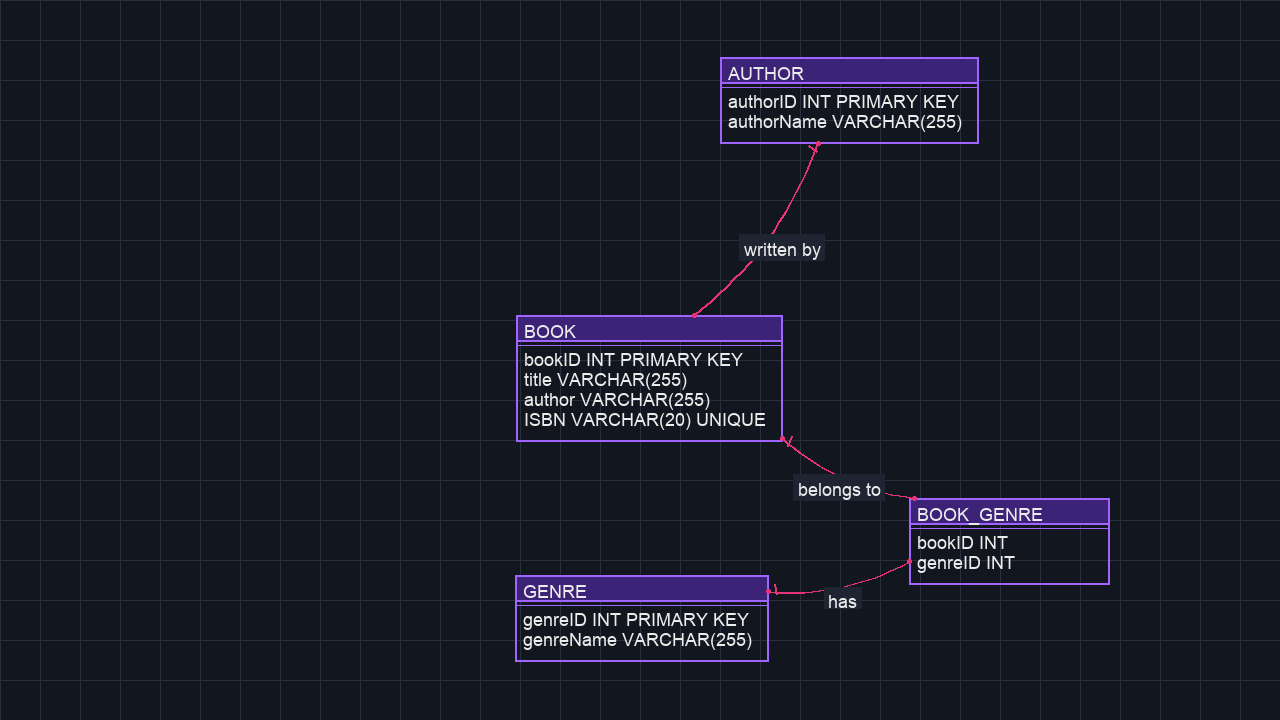 AUTHOR
authorID INT PRIMARY KEY
authorName VARCHAR(255)
written by
BOOK
bookID INT PRIMARY KEY
title VARCHAR(255)
author VARCHAR(255)
ISBN VARCHAR(20) UNIQUE
belongs to
BOOK_GENRE
bookID INT
genreID INT
has
GENRE
genreID INT PRIMARY KEY
genreName VARCHAR(255)